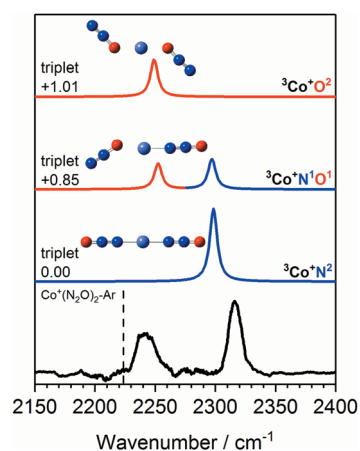 triplet
+1.01
³Co⁺O²
triplet
+0.85
³Co⁺N¹O¹
triplet
0.00
³Co⁺N²
Co⁺(N₂O)₂-Ar
2150 2200 2250 2300 2350 2400
Wavenumber / cm⁻¹